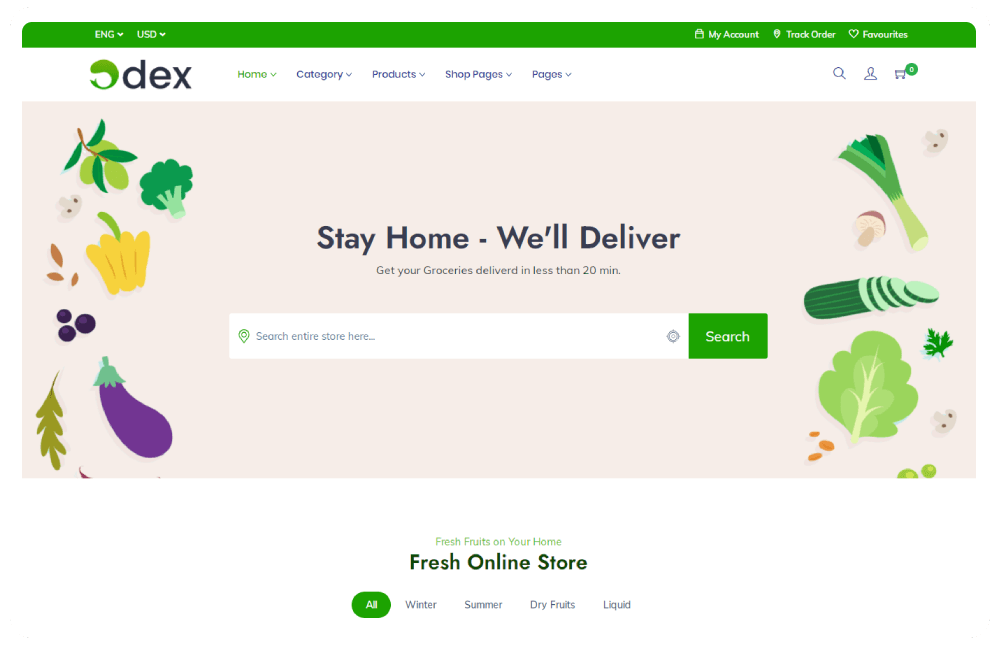 ENG USD My Account Track Order Favourites
dex Home Category Products Shop Pages Pages 0
Stay Home - We'll Deliver
Get your Groceries deliverd in less than 20 min.
Search entire store here... Search
Fresh Fruits on Your Home
Fresh Online Store
All Winter Summer Dry Fruits Liquid